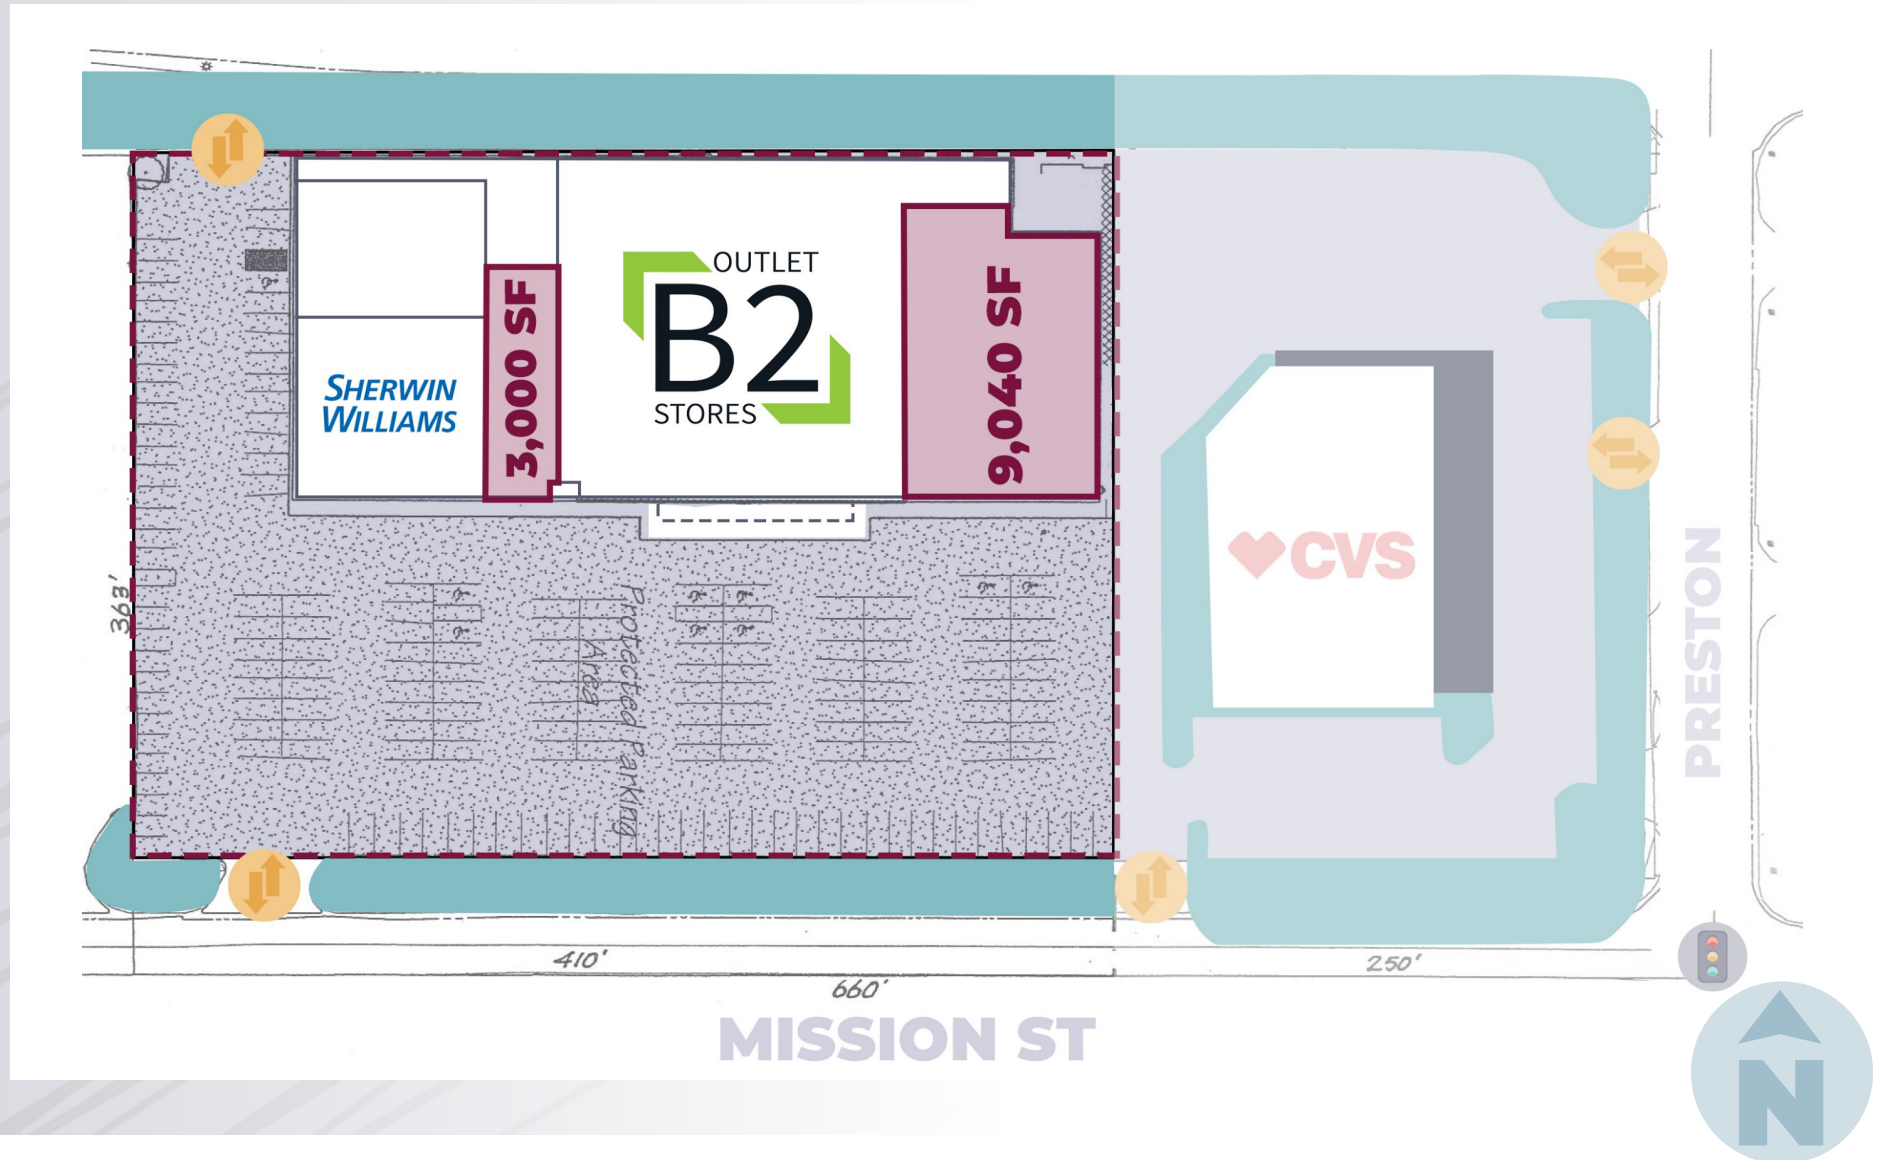 OUTLET
B2
STORES
SHERWIN
WILLIAMS
3,000 SF
9,040 SF
CVS
363'
Protected Parking
Area
PRESTON
410'
250'
660'
MISSION ST
N